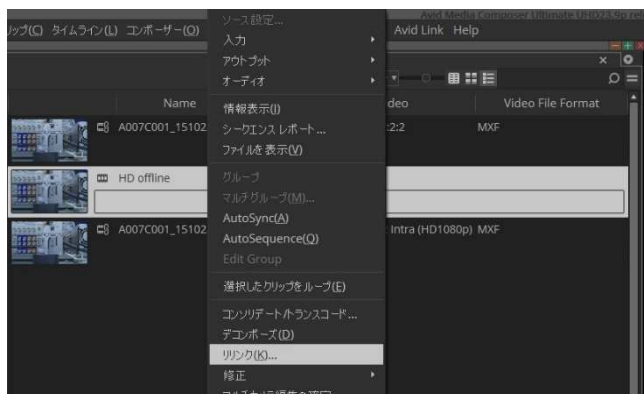 Avid Media Composer Ultimate UHD23.9p rel
ップ(C) タイムライン(L) コンポーザー(O)
Avid Link Help
ソース設定...
入力
アウトプット
オーディオ
情報表示(I)
シークエンス レポート...
ファイルを表示(V)
グループ
マルチグループ(M)...
AutoSync(A)
AutoSequence(Q)
Edit Group
選択したクリップをループ(E)
コンソリデート/トランスコード...
デコンポーズ(D)
リリンク(K)...
修正
Name
deo
Video File Format
A007C001_15102
:2:2
MXF
HD offline
A007C001_15102
Intra (HD1080p) MXF